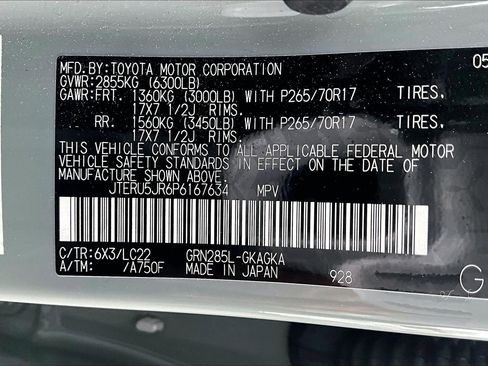 MFD.BY:TOYOTA MOTOR CORPORATION 05
GVWR:2855KG (6300LB)
GAWR:FRT. 1360KG (3000LB) WITH P265/70R17 TIRES,
17X7 1/2J RIMS,
RR. 1560KG (3450LB) WITH P265/70R17 TIRES,
17X7 1/2J RIMS,
THIS VEHICLE CONFORMS TO ALL APPLICABLE FEDERAL MOTOR
VEHICLE SAFETY STANDARDS IN EFFECT ON THE DATE OF
MANUFACTURE SHOWN ABOVE.
JTERU5JR6P6167634 MPV
C/TR:6X3/LC22 GRN285L-GKAGKA
A/TM: /A750F MADE IN JAPAN 928
G